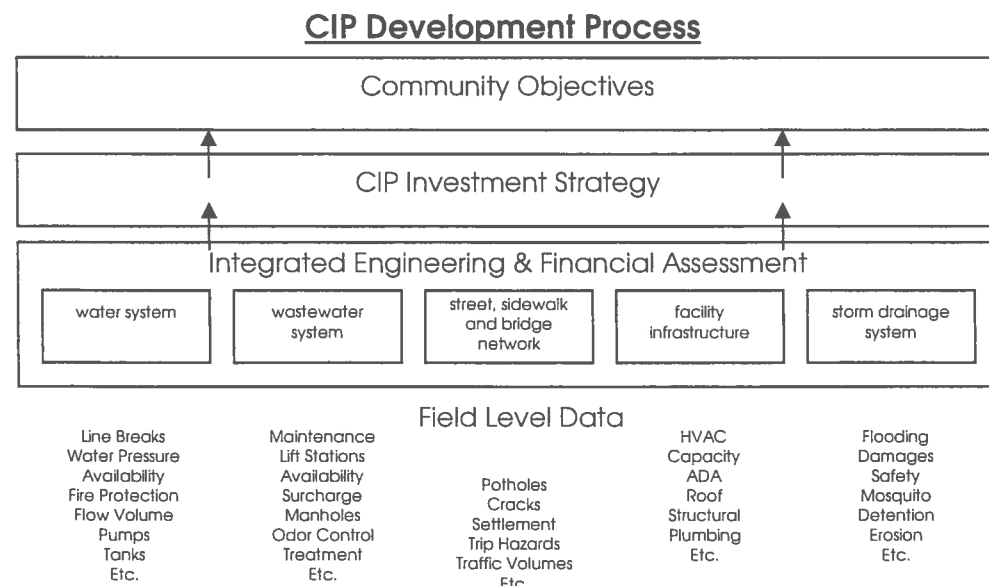 CIP Development Process
Community Objectives
CIP Investment Strategy
Integrated Engineering & Financial Assessment
water system
wastewater
system
street, sidewalk
and bridge
network
facility
infrastructure
storm drainage
system
Field Level Data
Line Breaks
Water Pressure
Availability
Fire Protection
Flow Volume
Pumps
Tanks
Etc.
Maintenance
Lift Stations
Availability
Surcharge
Manholes
Odor Control
Treatment
Etc.
Potholes
Cracks
Settlement
Trip Hazards
Traffic Volumes
Etc
HVAC
Capacity
ADA
Roof
Structural
Plumbing
Etc.
Flooding
Damages
Safety
Mosquito
Detention
Erosion
Etc.